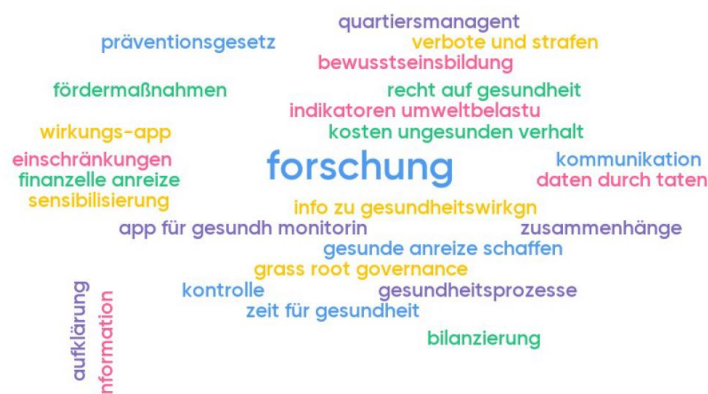 quartiersmanagent
präventionsgesetz
verbote und strafen
bewusstseinsbildung
fördermaßnahmen
recht auf gesundheit
indikatoren umweltbelastu
wirkungs-app
kosten ungesunden verhalt
einschränkungen
forschung
kommunikation
finanzelle anreize
daten durch taten
sensibilisierung
info zu gesundheitswirkgn
app für gesundh monitorin
zusammenhänge
gesunde anreize schaffen
grass root governance
kontrolle
gesundheitsprozesse
zeit für gesundheit
bilanzierung
aufklärung
nformation